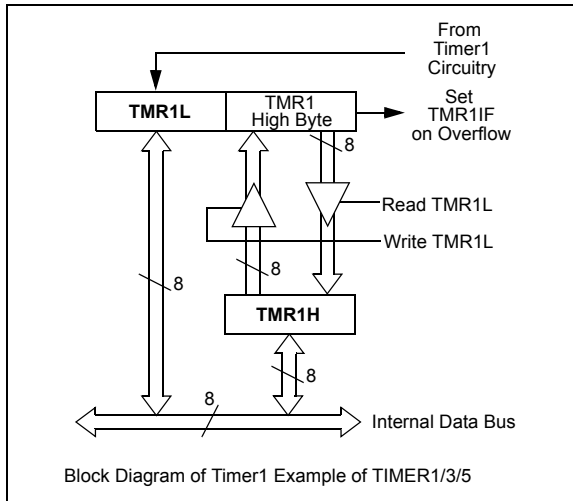 From
Timer1
Circuitry
TMR1L
TMR1
High Byte
Set
TMR1IF
on Overflow
8
Read TMR1L
Write TMR1L
8
8
TMR1H
8
8
Internal Data Bus
Block Diagram of Timer1 Example of TIMER1/3/5